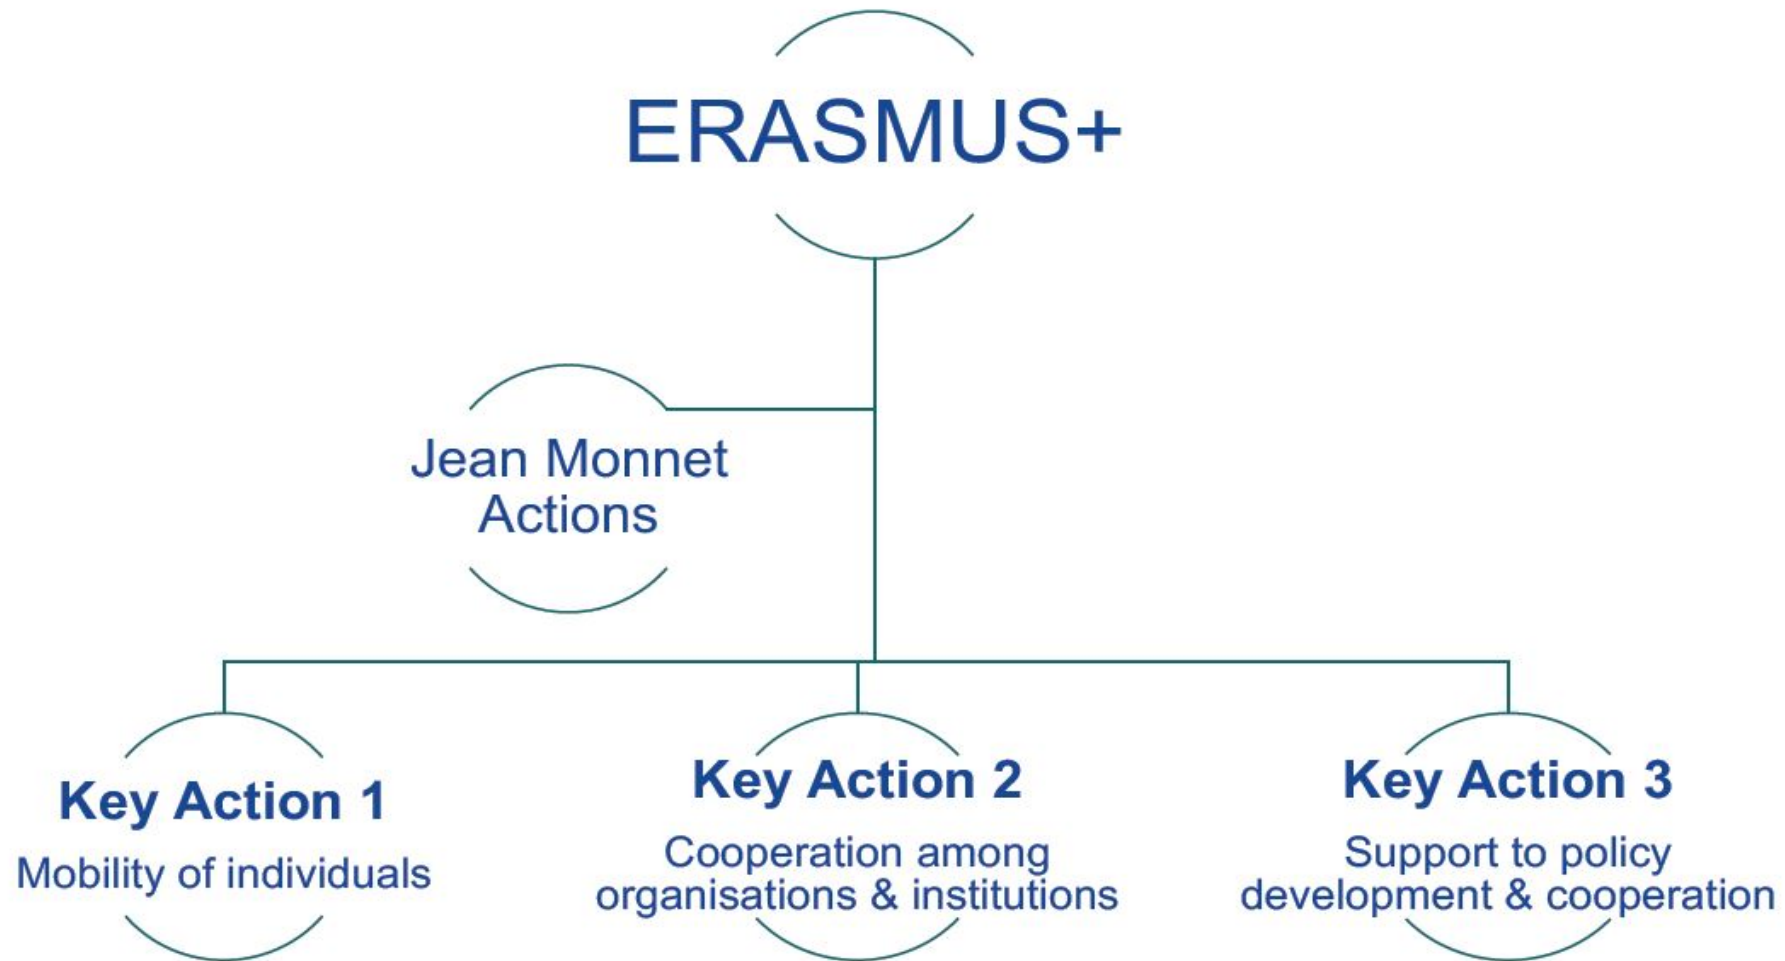 ERASMUS+
Jean Monnet
Actions
Key Action 1
Mobility of individuals
Key Action 2
Cooperation among
organisations & institutions
Key Action 3
Support to policy
development & cooperation